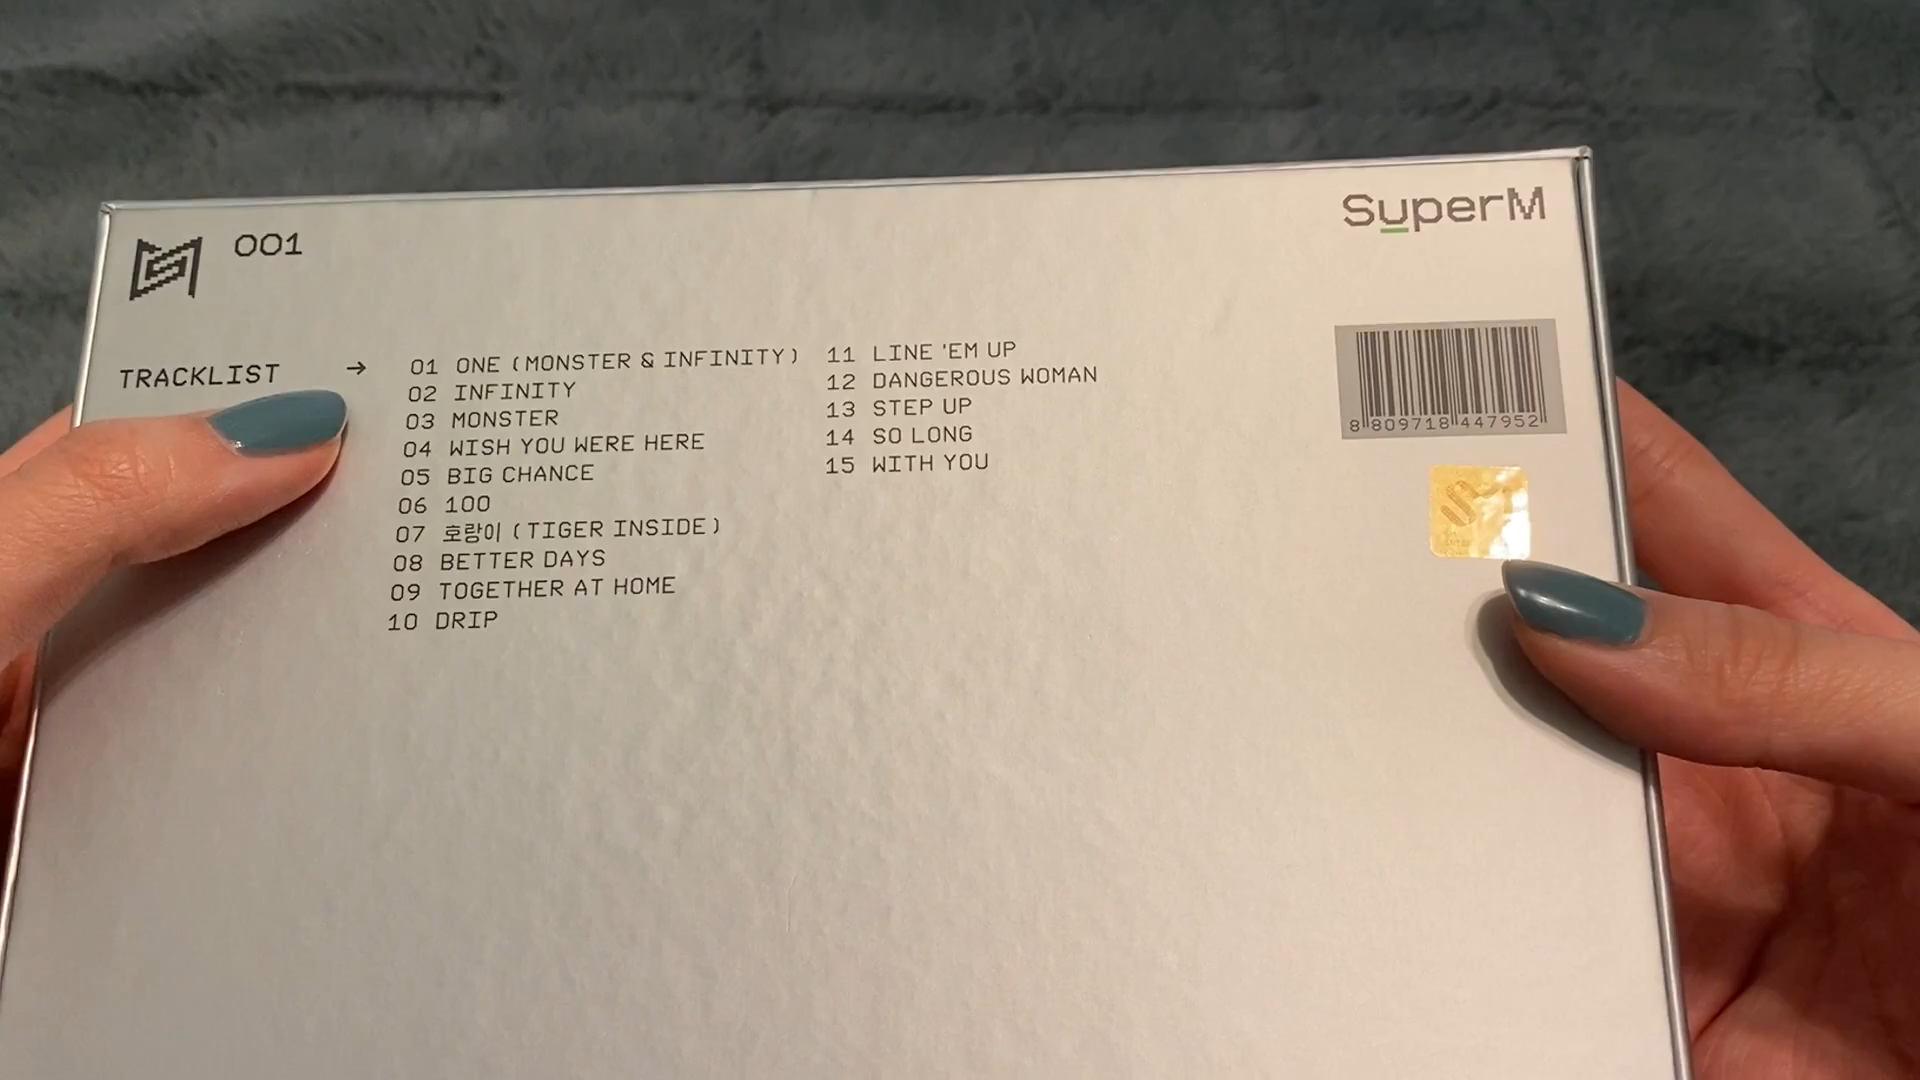 001
SuperM
TRACKLIST →
01 ONE (MONSTER & INFINITY)
02 INFINITY
03 MONSTER
04 WISH YOU WERE HERE
05 BIG CHANCE
06 100
07 호랑이 (TIGER INSIDE)
08 BETTER DAYS
09 TOGETHER AT HOME
10 DRIP
11 LINE 'EM UP
12 DANGEROUS WOMAN
13 STEP UP
14 SO LONG
15 WITH YOU
8 809718 447952